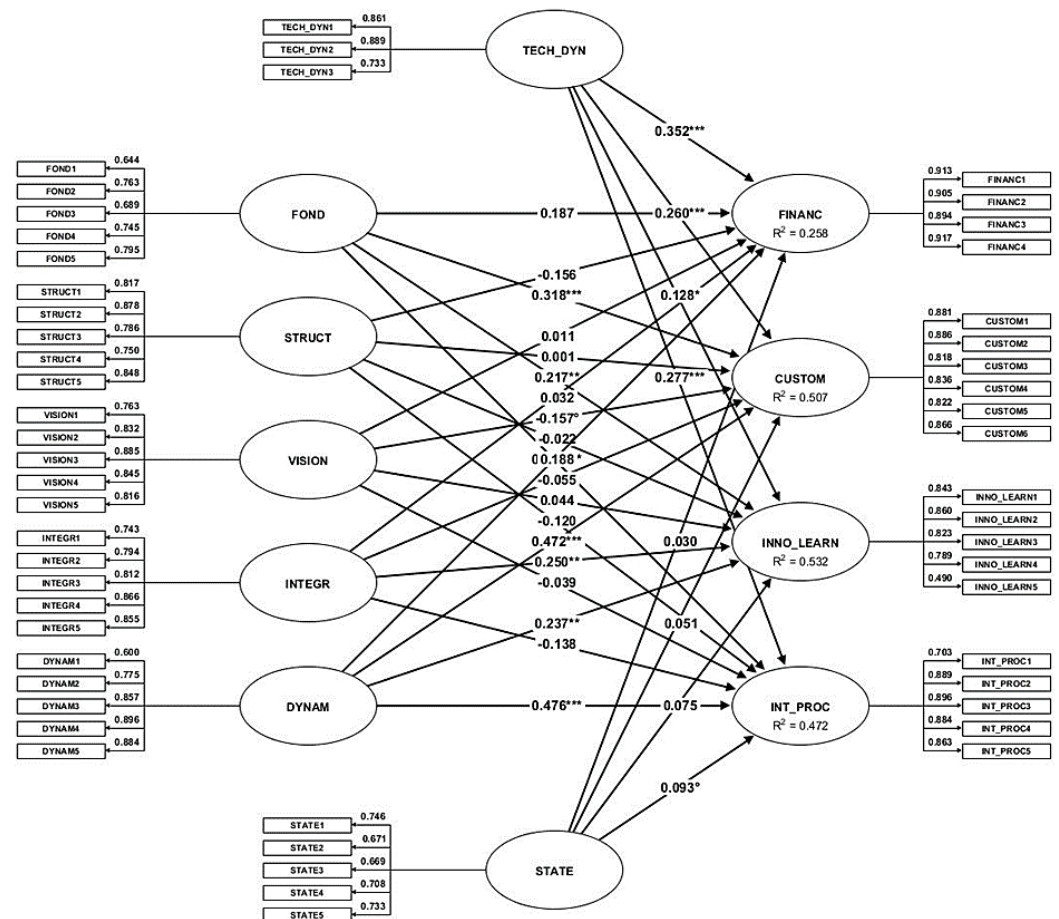 0.861
TECH_DYN1
0.889
TECH_DYN2
0.733
TECH_DYN3
TECH_DYN
0.352***
0.644
FOND1
0.763
FOND2
0.689
FOND3
0.745
FOND4
0.795
FOND5
FOND
0.187
0.260***
FINANC
R² = 0.258
0.913
FINANC1
0.905
FINANC2
0.894
FINANC3
0.917
FINANC4
-0.156
0.318***
0.128*
0.817
STRUCT1
0.878
STRUCT2
0.786
STRUCT3
0.750
STRUCT4
0.848
STRUCT5
STRUCT
0.011
0.001
0.217**
0.277***
CUSTOM
R² = 0.507
0.881
CUSTOM1
0.886
CUSTOM2
0.818
CUSTOM3
0.836
CUSTOM4
0.822
CUSTOM5
0.866
CUSTOM6
0.032
-0.157°
-0.022
0.188*
0.763
VISION1
0.832
VISION2
0.885
VISION3
0.845
VISION4
0.816
VISION5
VISION
-0.055
0.044
-0.120
0.472***
0.030
0.250**
-0.039
0.743
INTEGR1
0.794
INTEGR2
0.812
INTEGR3
0.866
INTEGR4
0.855
INTEGR5
INTEGR
INNO_LEARN
R² = 0.532
0.843
INNO_LEARN1
0.860
INNO_LEARN2
0.823
INNO_LEARN3
0.789
INNO_LEARN4
0.490
INNO_LEARN5
0.237**
0.051
-0.138
0.600
DYNAM1
0.775
DYNAM2
0.857
DYNAM3
0.896
DYNAM4
0.884
DYNAM5
DYNAM
0.476***
0.075
INT_PROC
R² = 0.472
0.703
INT_PROC1
0.889
INT_PROC2
0.896
INT_PROC3
0.884
INT_PROC4
0.863
INT_PROC5
0.093°
0.746
STATE1
0.671
STATE2
0.669
STATE3
0.708
STATE4
0.733
STATE5
STATE